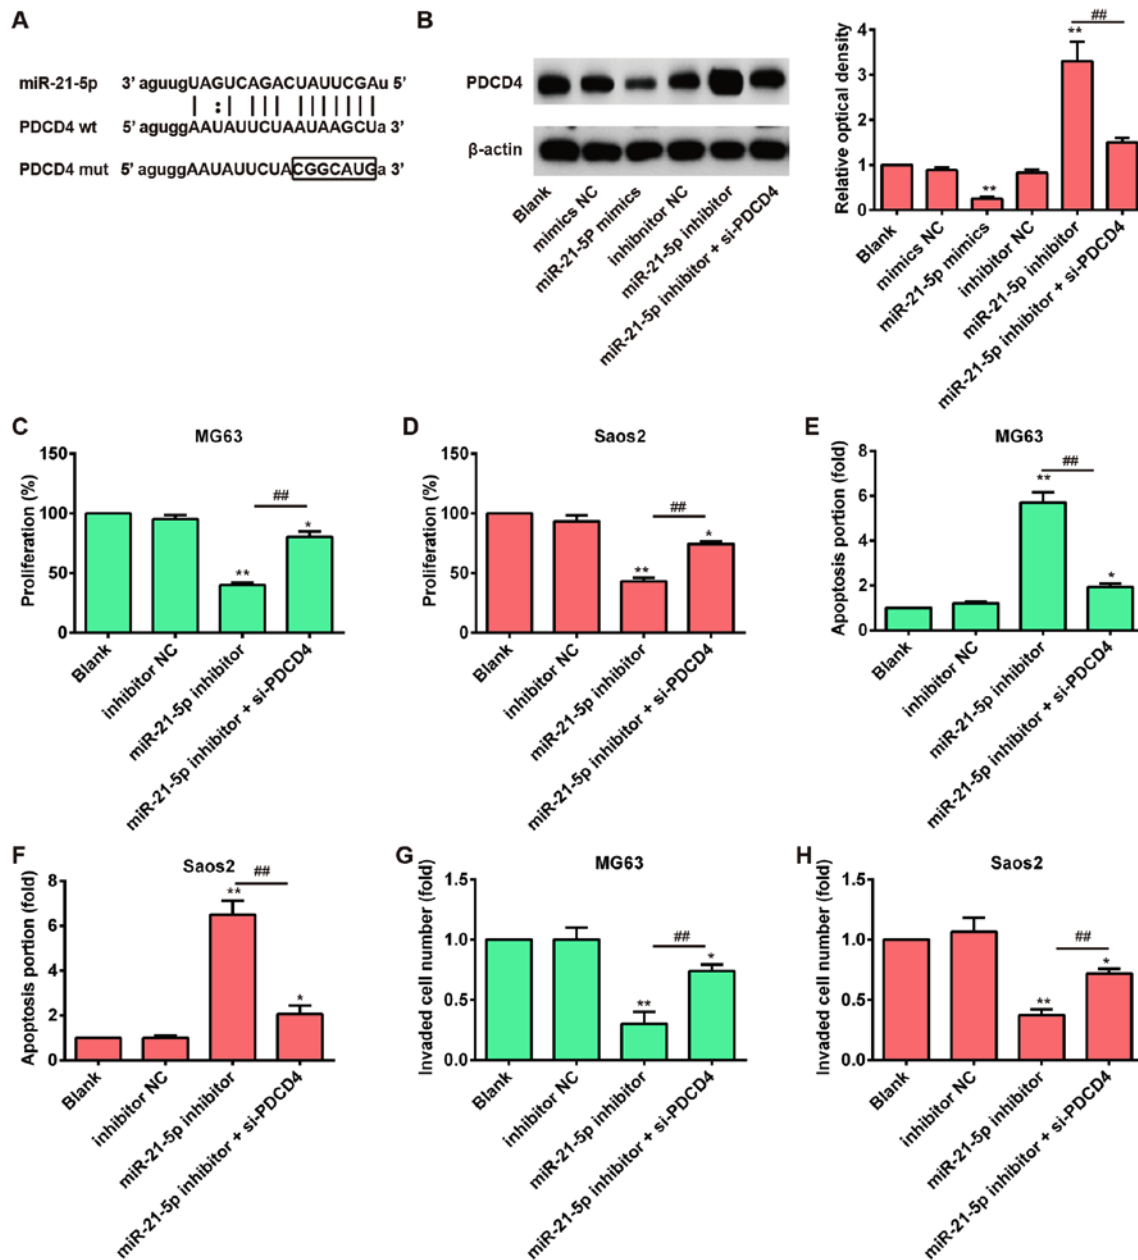 A
miR-21-5p 3’ aguugUAGUCAGACUAUUCGAu 5’
PDCD4 wt 5’ aguggAAUAUUCUAAUAAGCUa 3’
PDCD4 mut 5’ aguggAAUAUUCUACGGCAUGa 3’
B
PDCD4
β-actin
Blank
mimics NC
miR-21-5P mimics
inhibnitor NC
miR-21-5p inhibitor
miR-21-5p inhibitor + si-PDCD4
Relative optical density
4
3
2
1
0
**
**
##
Blank
mimics NC
miR-21-5p mimics
inhibitor NC
miR-21-5p inhibitor
miR-21-5p inhibitor + si-PDCD4
C
MG63
Proliferation (%)
150
100
50
0
**
##
*
Blank
inhibitor NC
miR-21-5p inhibitor
miR-21-5p inhibitor + si-PDCD4
D
Saos2
Proliferation (%)
150
100
50
0
**
##
*
Blank
inhibitor NC
miR-21-5p inhibitor
miR-21-5p inhibitor + si-PDCD4
E
MG63
Apoptosis portion (fold)
8
6
4
2
0
**
##
*
Blank
inhibitor NC
miR-21-5p inhibitor
miR-21-5p inhibitor + si-PDCD4
F
Saos2
Apoptosis portion (fold)
8
6
4
2
0
**
##
*
Blank
inhibitor NC
miR-21-5p inhibitor
miR-21-5p inhibitor + si-PDCD4
G
MG63
Invaded cell number (fold)
1.5
1.0
0.5
0.0
**
##
*
Blank
inhibitor NC
miR-21-5p inhibitor
miR-21-5p inhibitor + si-PDCD4
H
Saos2
Invaded cell number (fold)
1.5
1.0
0.5
0.0
**
##
*
Blank
inhibitor NC
miR-21-5p inhibitor
miR-21-5p inhibitor + si-PDCD4